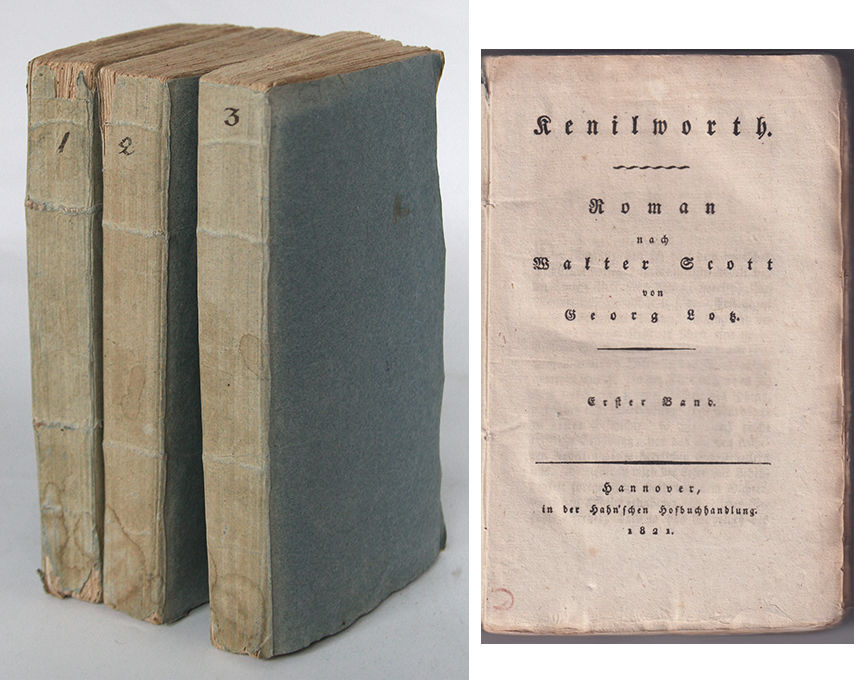 1
2
3
Kenilworth.
Roman
nach
Walter Scott
von
Georg Lotz.
Erster Band.
Hannover,
in der Hahn'schen Hofbuchhandlung.
1821.